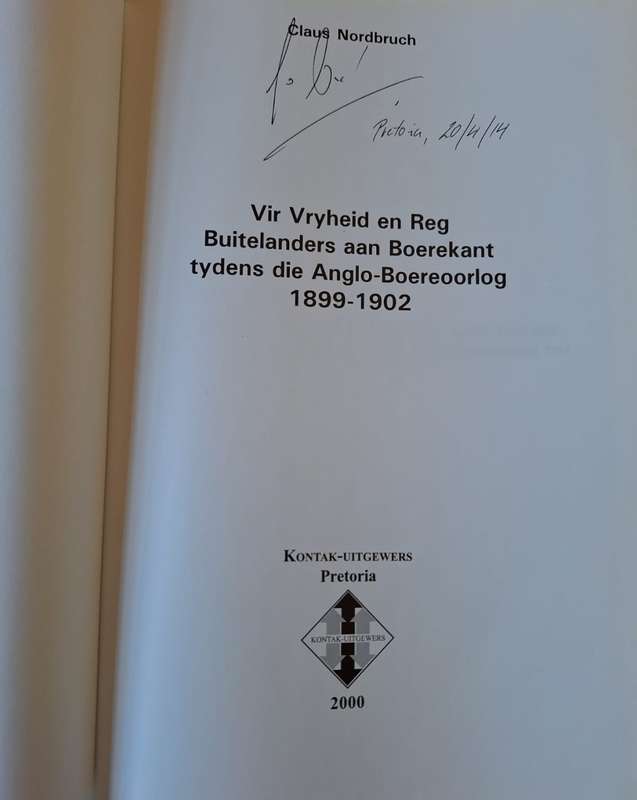 Claus Nordbruch
Pretoria, 20/4/14
Vir Vryheid en Reg
Buitelanders aan Boerekant
tydens die Anglo-Boereoorlog
1899-1902
KONTAK-UITGEWERS
Pretoria
KONTAK-UITGEWERS
2000